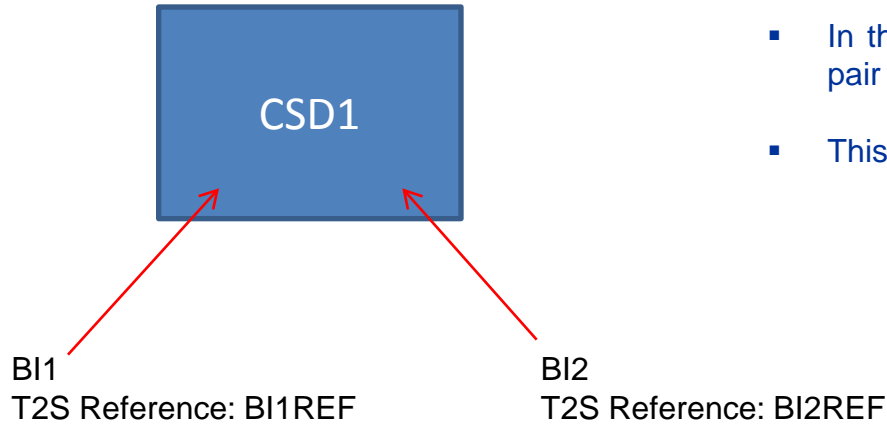 CSD1
BI1
T2S Reference: BI1REF
BI2
T2S Reference: BI2REF
▪ In th
pair
▪ This